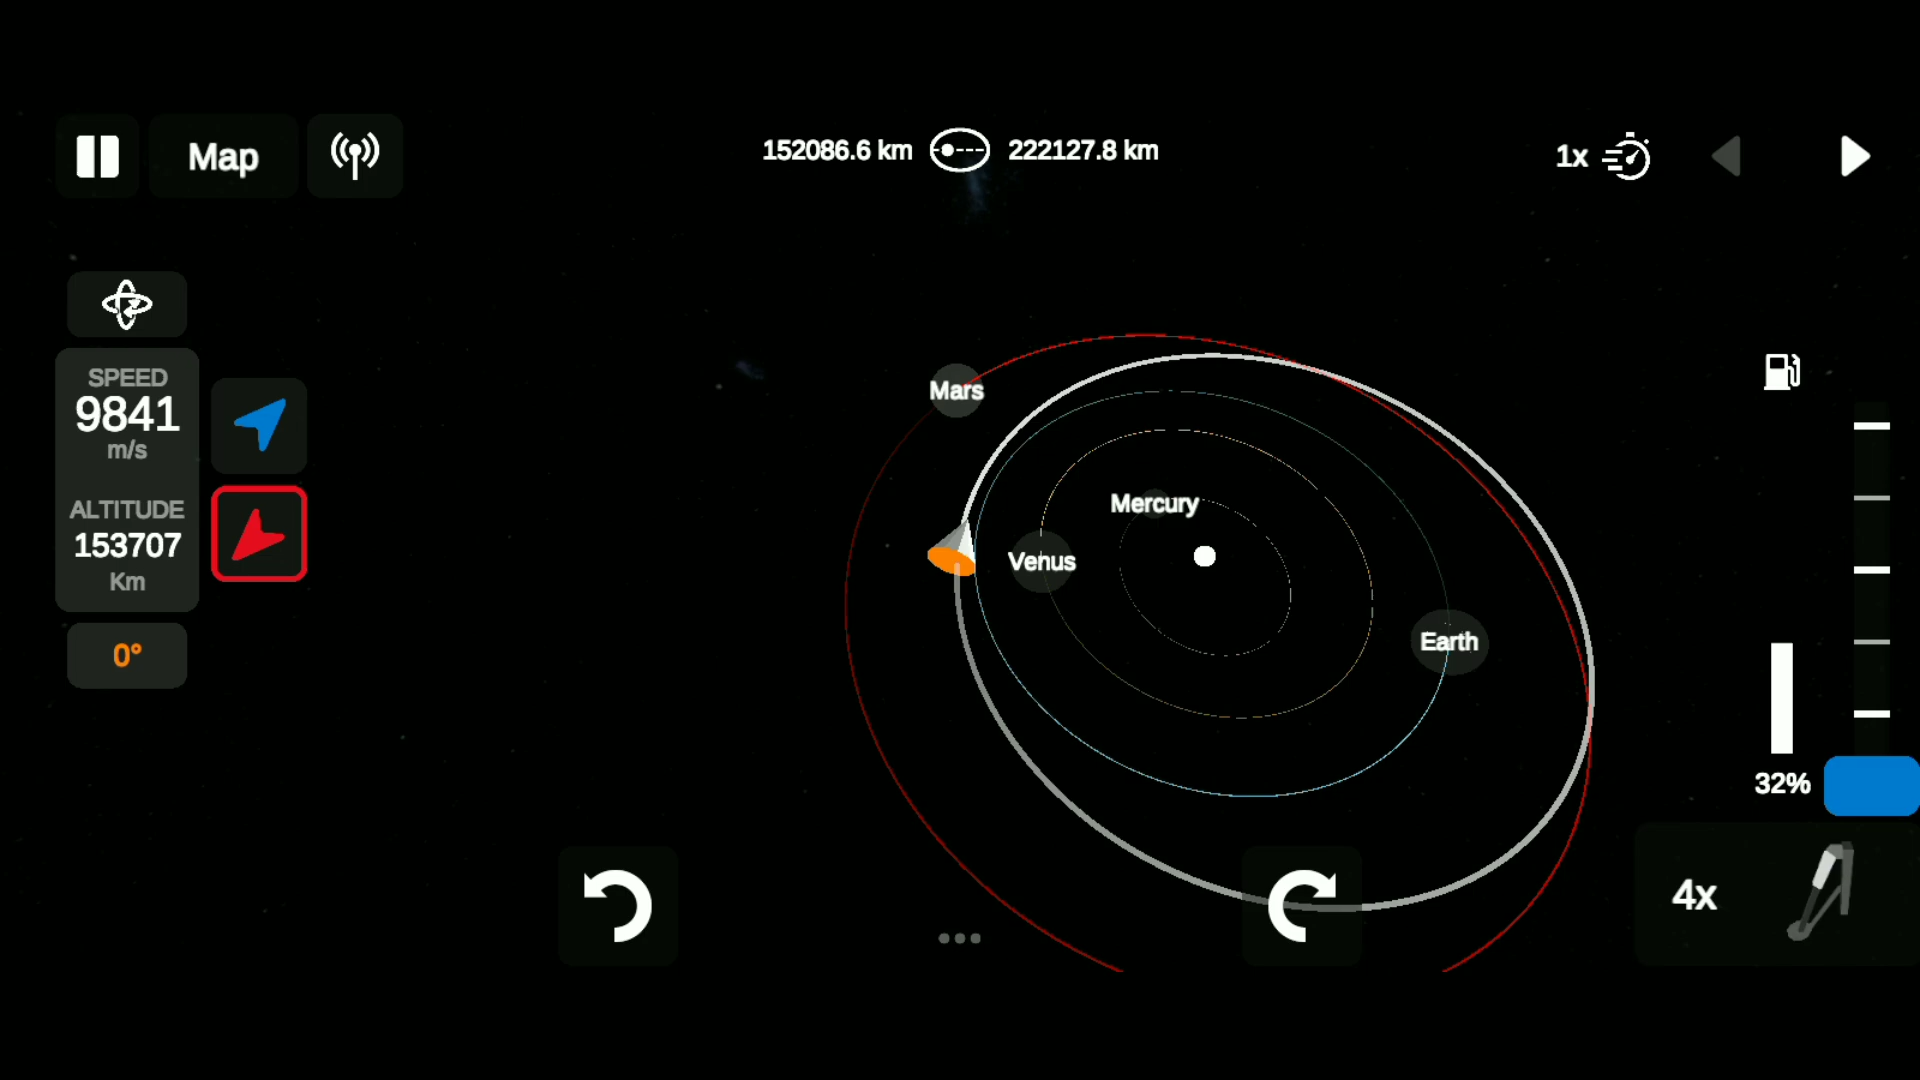 Map
152086.6 km
222127.8 km
1x
SPEED
9841
m/s
ALTITUDE
153707
Km
0°
Mars
Mercury
Venus
Earth
32%
4x